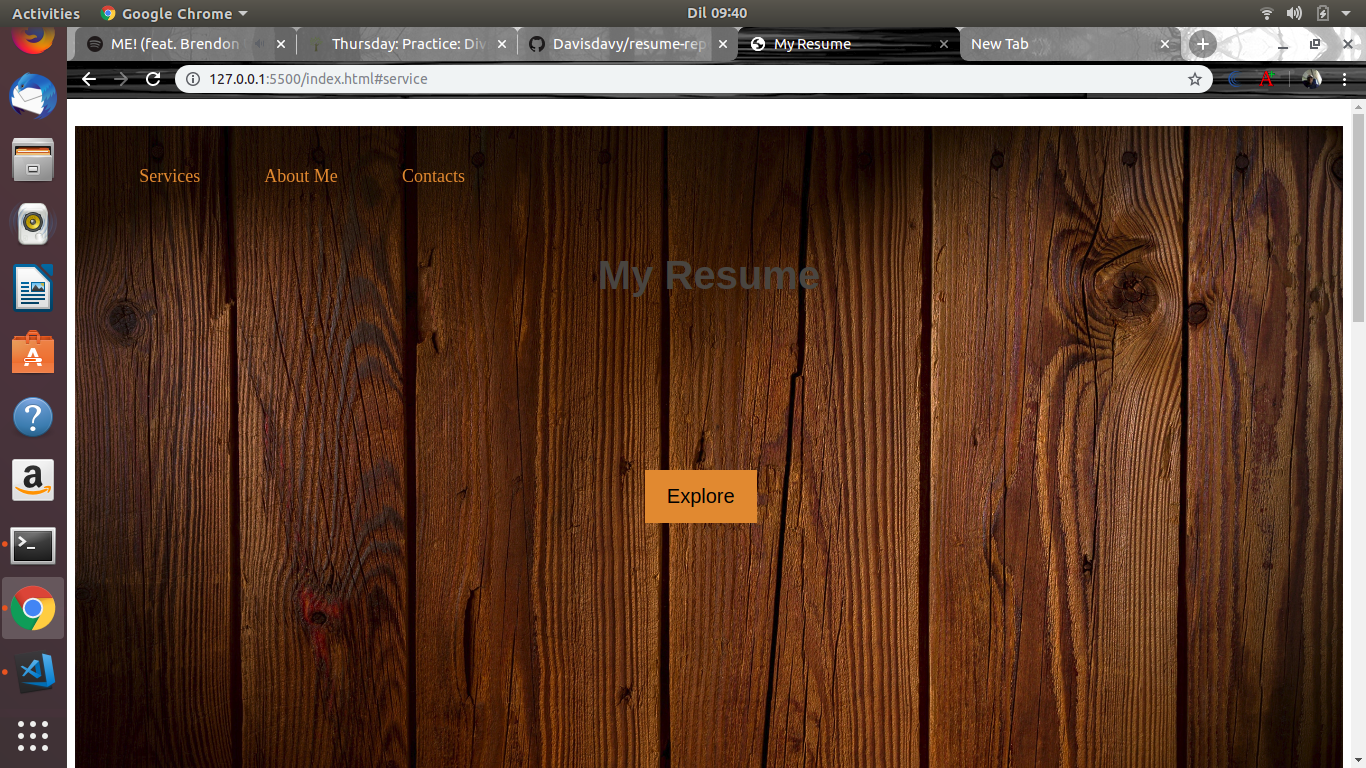 Activities Google Chrome Dil 09:40
ME! (feat. Brendon Thursday: Practice: Div Davisdavy/resume-rep My Resume New Tab
127.0.0.1:5500/index.html#service
Services About Me Contacts
My Resume
Explore